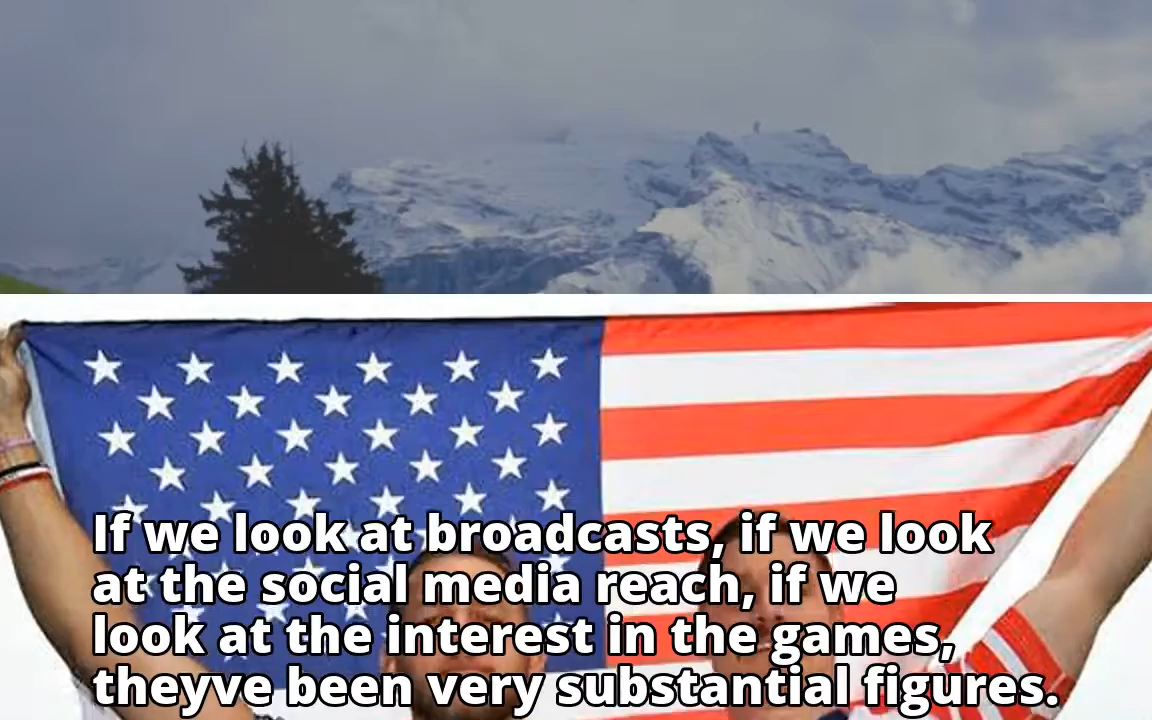 If we look at broadcasts, if we look
at the social media reach, if we
look at the interest in the games,
theyve been very substantial figures.